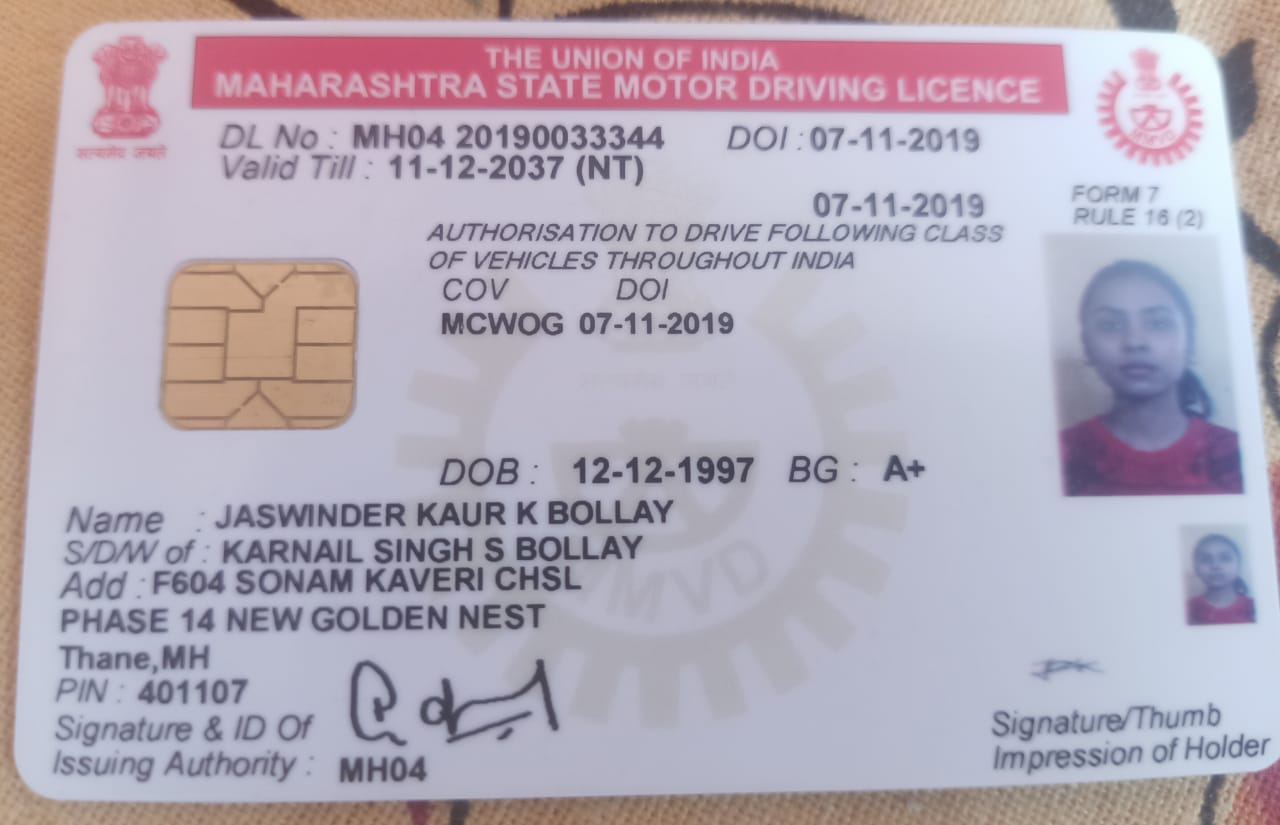 THE UNION OF INDIA
MAHARASHTRA STATE MOTOR DRIVING LICENCE
सत्यमेव जयते
DL No : MH04 20190033344 DOI : 07-11-2019
Valid Till : 11-12-2037 (NT)
07-11-2019
FORM 7
RULE 16 (2)
AUTHORISATION TO DRIVE FOLLOWING CLASS
OF VEHICLES THROUGHOUT INDIA
COV DOI
MCWOG 07-11-2019
DOB : 12-12-1997 BG : A+
Name : JASWINDER KAUR K BOLLAY
S/D/W of : KARNAIL SINGH S BOLLAY
Add : F604 SONAM KAVERI CHSL
PHASE 14 NEW GOLDEN NEST
Thane,MH
PIN : 401107
Signature & ID Of
Issuing Authority : MH04
Signature/Thumb
Impression of Holder
MMVD